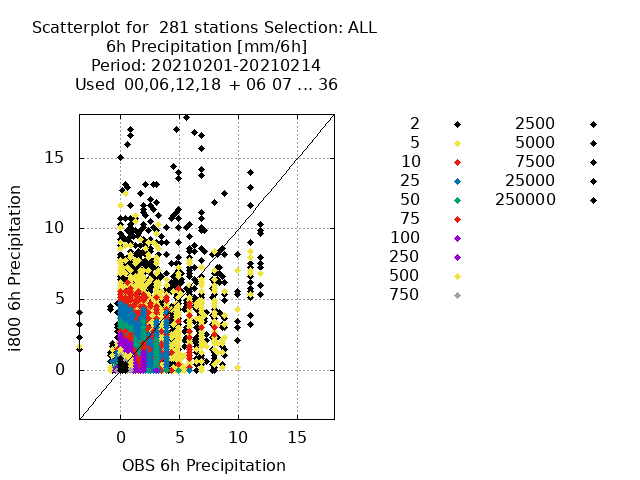 Scatterplot for  281 stations Selection: ALL
6h Precipitation [mm/6h]
Period: 20210201-20210214
Used  00,06,12,18 + 06 07 ... 36
i800 6h Precipitation
15
10
5
0
0 5 10 15
OBS 6h Precipitation
2 2500
5 5000
10 7500
25 25000
50 250000
75
100
250
500
750